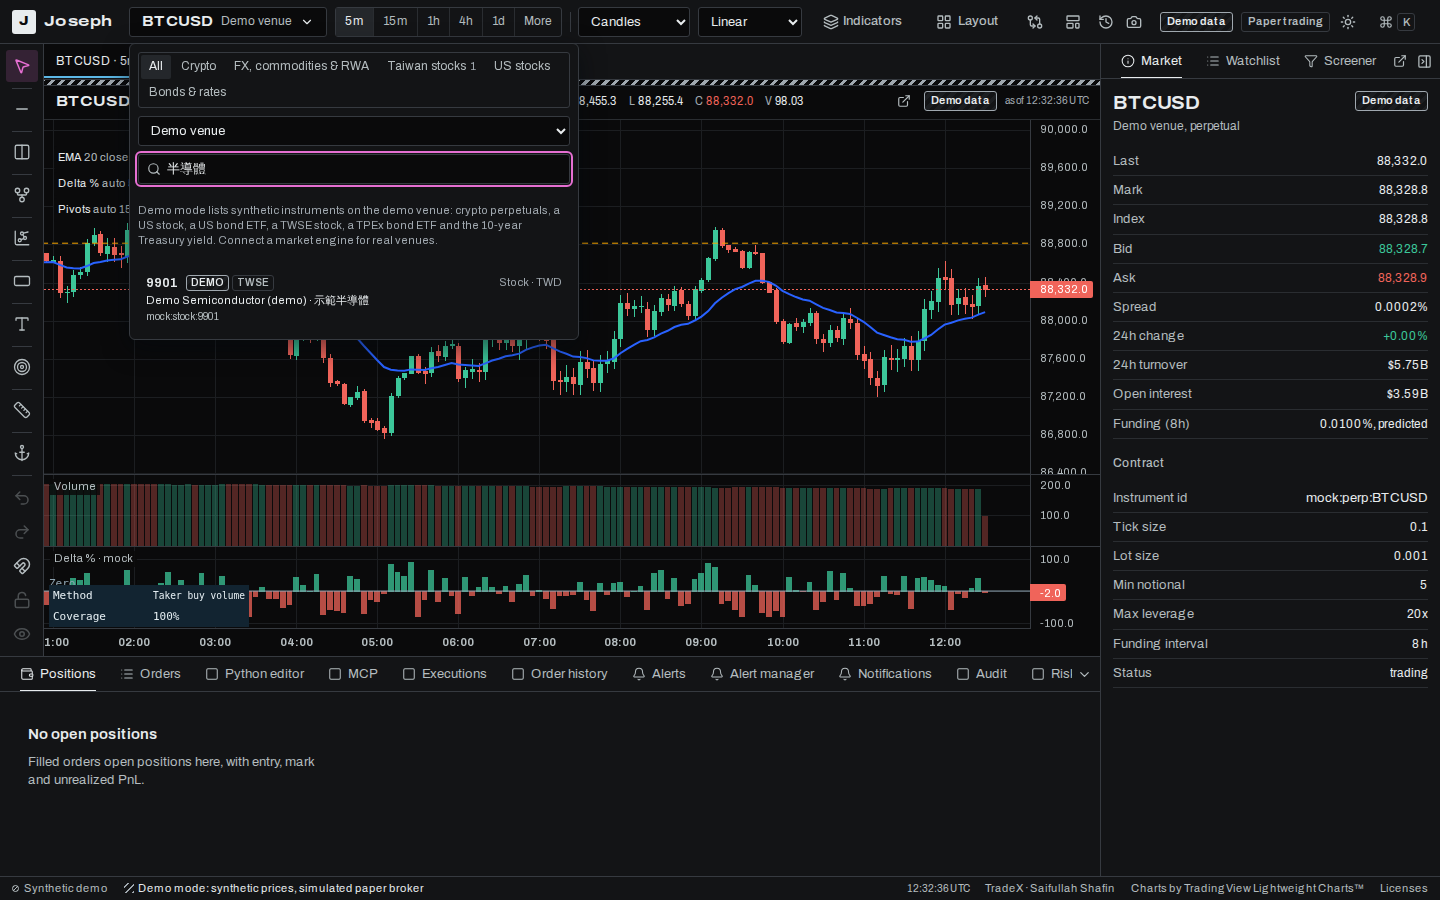 J Joseph BTCUSD Demo venue 5m 15m 1h 4h 1d More Candles Linear Indicators Layout Demo data Paper trading ⌘ K
BTCUSD · 5m
All Crypto FX, commodities & RWA Taiwan stocks 1 US stocks
Bonds & rates
Demo venue
半導體
Demo mode lists synthetic instruments on the demo venue: crypto perpetuals, a
US stock, a US bond ETF, a TWSE stock, a TPEx bond ETF and the 10-year
Treasury yield. Connect a market engine for real venues.
9901 DEMO TWSE Stock · TWD
Demo Semiconductor (demo) · 示範半導體
mock:stock:9901
BTCUSD L 88,255.4 C 88,332.0 V 98.03 Demo data as of 12:32:36 UTC
EMA 20 close
Delta % auto
Pivots auto 15
90,000.0
89,600.0
89,200.0
88,800.0
88,332.0
88,000.0
87,600.0
87,200.0
86,800.0
86,400.0
Volume
200.0
100.0
Delta % · mock
Zero
100.0
-2.0
-100.0
Method Taker buy volume
Coverage 100%
02:00 03:00 04:00 05:00 06:00 07:00 08:00 09:00 10:00 11:00 12:00
Market Watchlist Screener
BTCUSD Demo data
Demo venue, perpetual
Last 88,332.0
Mark 88,328.8
Index 88,328.8
Bid 88,328.7
Ask 88,328.9
Spread 0.0002%
24h change +0.00%
24h turnover $5.75B
Open interest $3.59B
Funding (8h) 0.0100%, predicted
Contract
Instrument id mock:perp:BTCUSD
Tick size 0.1
Lot size 0.001
Min notional 5
Max leverage 20x
Funding interval 8h
Status trading
Positions Orders Python editor MCP Executions Order history Alerts Alert manager Notifications Audit
No open positions
Filled orders open positions here, with entry, mark
and unrealized PnL.
Synthetic demo Demo mode: synthetic prices, simulated paper broker 12:32:36 UTC TradeX · Saifullah Shafin Charts by TradingView Lightweight Charts™ Licenses